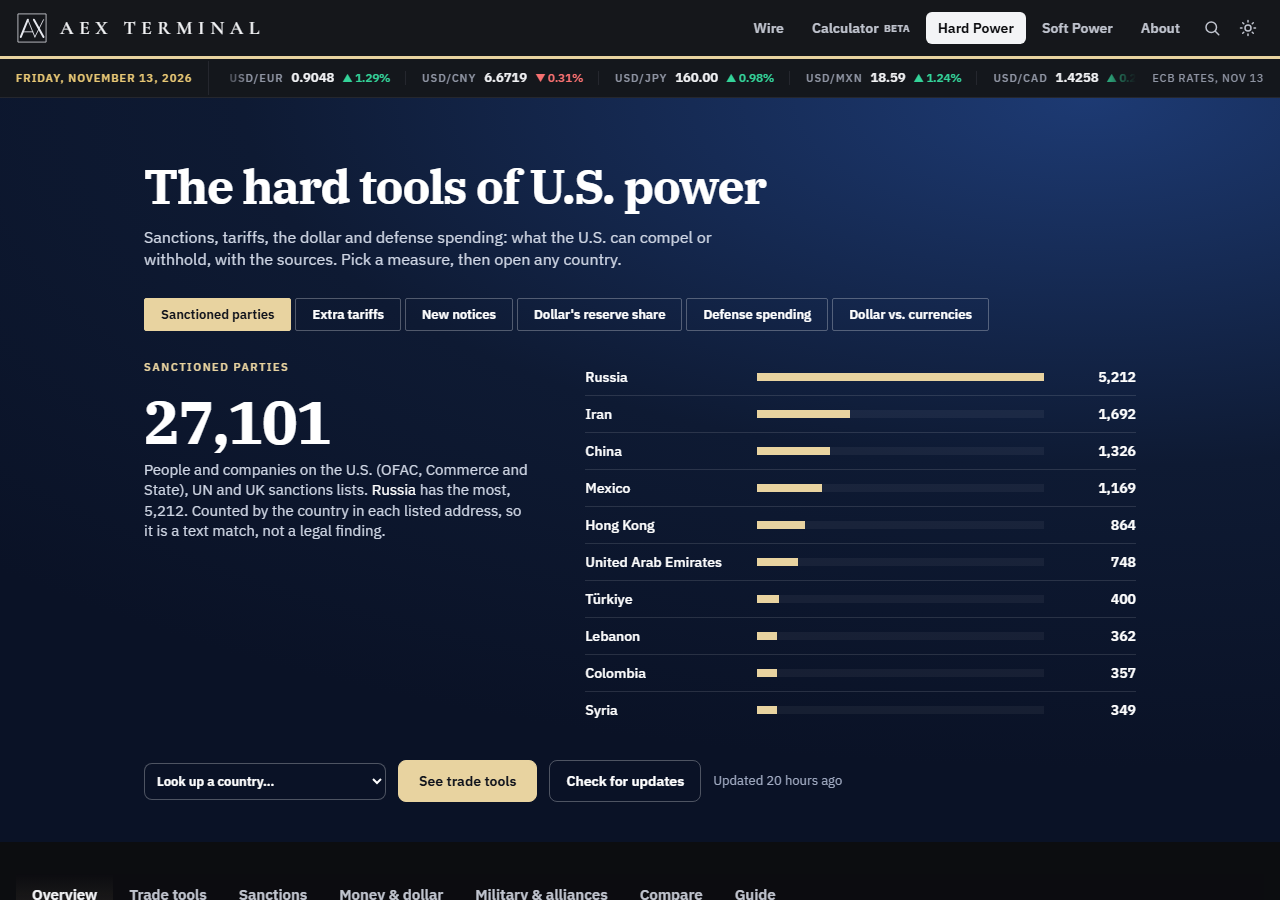 AEX TERMINAL
Wire
Calculator BETA
Hard Power
Soft Power
About
FRIDAY, NOVEMBER 13, 2026
USD/EUR 0.9048 ▲1.29%
USD/CNY 6.6719 ▼0.31%
USD/JPY 160.00 ▲0.98%
USD/MXN 18.59 ▲1.24%
USD/CAD 1.4258 ▲0.2
ECB RATES, NOV 13
The hard tools of U.S. power
Sanctions, tariffs, the dollar and defense spending: what the U.S. can compel or
withhold, with the sources. Pick a measure, then open any country.
Sanctioned parties
Extra tariffs
New notices
Dollar's reserve share
Defense spending
Dollar vs. currencies
SANCTIONED PARTIES
27,101
People and companies on the U.S. (OFAC, Commerce and
State), UN and UK sanctions lists. Russia has the most,
5,212. Counted by the country in each listed address, so
it is a text match, not a legal finding.
Russia 5,212
Iran 1,692
China 1,326
Mexico 1,169
Hong Kong 864
United Arab Emirates 748
Türkiye 400
Lebanon 362
Colombia 357
Syria 349
Look up a country...
See trade tools
Check for updates
Updated 20 hours ago
Overview
Trade tools
Sanctions
Money & dollar
Military & alliances
Compare
Guide